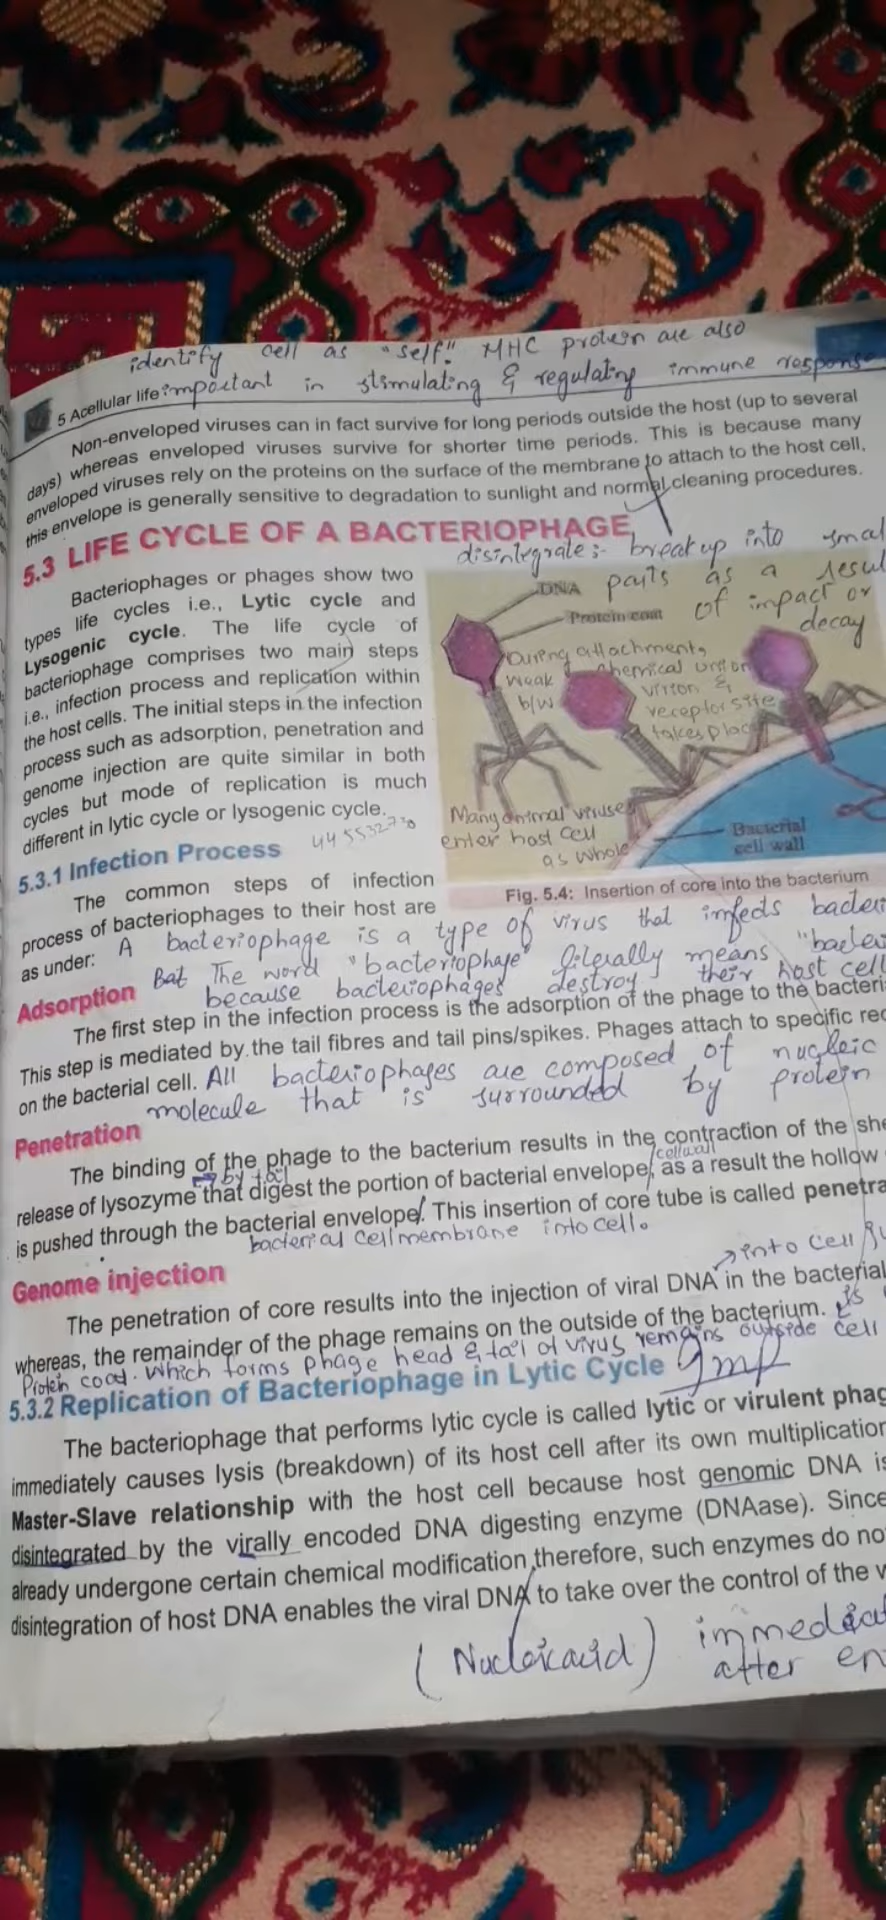 identify cell as "self". MHC protein are also
important in stimulating & regulating immune respons
5 Acellular life
Non-enveloped viruses can in fact survive for long periods outside the host (up to several
days) whereas enveloped viruses survive for shorter time periods. This is because many
enveloped viruses rely on the proteins on the surface of the membrane to attach to the host cell,
this envelope is generally sensitive to degradation to sunlight and normal cleaning procedures.
5.3 LIFE CYCLE OF A BACTERIOPHAGE
disintegrate :- breakup into smal
parts as a resul
of impact or
decay
Bacteriophages or phages show two
types life cycles i.e., Lytic cycle and
Lysogenic cycle. The life cycle of
bacteriophage comprises two main steps
i.e., infection process and replication within
the host cells. The initial steps in the infection
process such as adsorption, penetration and
genome injection are quite similar in both
cycles but mode of replication is much
different in lytic cycle or lysogenic cycle.
DNA
Protein coat
During attachment,
weak chemical union
b/w virion &
receptor site
takes place
Many animal viruses
enter host cell
as whole
Bacterial
cell wall
Fig. 5.4: Insertion of core into the bacterium
5.3.1 Infection Process
The common steps of infection
process of bacteriophages to their host are
as under:
A bacteriophage is a type of virus that infects bacter
The word "bacteriophage" literally means "bacter
because bacteriophages destroy their host cell
Adsorption
The first step in the infection process is the adsorption of the phage to the bacteri
This step is mediated by the tail fibres and tail pins/spikes. Phages attach to specific rec
on the bacterial cell. All bacteriophages are composed of nucleic
molecule that is surrounded by protein
Penetration
The binding of the phage to the bacterium results in the contraction of the she
by tail
cell wall
release of lysozyme that digest the portion of bacterial envelope, as a result the hollow
is pushed through the bacterial envelope. This insertion of core tube is called penetra
bacterial cell membrane into cell.
Genome injection
into cell
The penetration of core results into the injection of viral DNA in the bacterial
whereas, the remainder of the phage remains on the outside of the bacterium. is
Protein coat. Which forms phage head & tail of virus remains outside cell
5.3.2 Replication of Bacteriophage in Lytic Cycle Imp
The bacteriophage that performs lytic cycle is called lytic or virulent phag
immediately causes lysis (breakdown) of its host cell after its own multiplication
Master-Slave relationship with the host cell because host genomic DNA is
disintegrated by the virally encoded DNA digesting enzyme (DNAase). Since
already undergone certain chemical modification therefore, such enzymes do no
disintegration of host DNA enables the viral DNA to take over the control of the
(Nucleicacid) immediat
after en